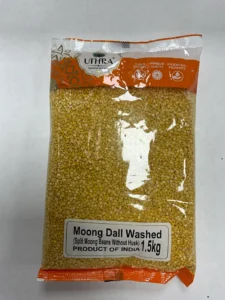 UTHRA
Moong Dall Washed
(Split Moong Beans Without Husk)
PRODUCT OF INDIA 1.5kg